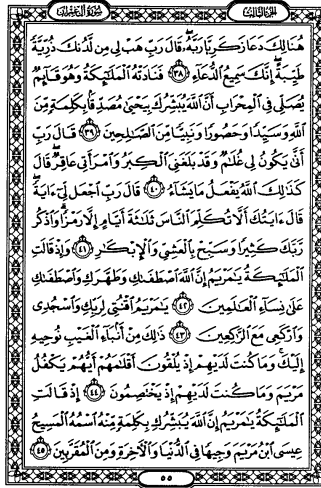 سورة آل عمران
الجزء الثالث
هُنَالِكَ دَعَا زَكَرِيَّا رَبَّهُۥ قَالَ رَبِّ هَبْ لِى مِن لَّدُنكَ ذُرِّيَّةً
طَيِّبَةً إِنَّكَ سَمِيعُ ٱلدُّعَآءِ ٣٨ فَنَادَتْهُ ٱلْمَلَـٰٓئِكَةُ وَهُوَ قَآئِمٌ
يُصَلِّى فِى ٱلْمِحْرَابِ أَنَّ ٱللَّهَ يُبَشِّرُكَ بِيَحْيَىٰ مُصَدِّقًۢا بِكَلِمَةٍ مِّنَ
ٱللَّهِ وَسَيِّدًا وَحَصُورًا وَنَبِيًّا مِّنَ ٱلصَّـٰلِحِينَ ٣٩ قَالَ رَبِّ
أَنَّىٰ يَكُونُ لِى غُلَـٰمٌ وَقَدْ بَلَغَنِىَ ٱلْكِبَرُ وَٱمْرَأَتِى عَاقِرٌ قَالَ
كَذَٰلِكَ ٱللَّهُ يَفْعَلُ مَا يَشَآءُ ٤٠ قَالَ رَبِّ ٱجْعَل لِّىٓ ءَايَةً
قَالَ ءَايَتُكَ أَلَّا تُكَلِّمَ ٱلنَّاسَ ثَلَـٰثَةَ أَيَّامٍ إِلَّا رَمْزًا وَٱذْكُر
رَّبَّكَ كَثِيرًا وَسَبِّحْ بِٱلْعَشِىِّ وَٱلْإِبْكَـٰرِ ٤١ وَإِذْ قَالَتِ
ٱلْمَلَـٰٓئِكَةُ يَـٰمَرْيَمُ إِنَّ ٱللَّهَ ٱصْطَفَىٰكِ وَطَهَّرَكِ وَٱصْطَفَىٰكِ
عَلَىٰ نِسَآءِ ٱلْعَـٰلَمِينَ ٤٢ يَـٰمَرْيَمُ ٱقْنُتِى لِرَبِّكِ وَٱسْجُدِى
وَٱرْكَعِى مَعَ ٱلرَّٰكِعِينَ ٤٣ ذَٰلِكَ مِنْ أَنۢبَآءِ ٱلْغَيْبِ نُوحِيهِ
إِلَيْكَ وَمَا كُنتَ لَدَيْهِمْ إِذْ يُلْقُونَ أَقْلَـٰمَهُمْ أَيُّهُمْ يَكْفُلُ
مَرْيَمَ وَمَا كُنتَ لَدَيْهِمْ إِذْ يَخْتَصِمُونَ ٤٤ إِذْ قَالَتِ
ٱلْمَلَـٰٓئِكَةُ يَـٰمَرْيَمُ إِنَّ ٱللَّهَ يُبَشِّرُكِ بِكَلِمَةٍ مِّنْهُ ٱسْمُهُ ٱلْمَسِيحُ
عِيسَى ٱبْنُ مَرْيَمَ وَجِيهًا فِى ٱلدُّنْيَا وَٱلْـَٔاخِرَةِ وَمِنَ ٱلْمُقَرَّبِينَ ٤٥
٥٥